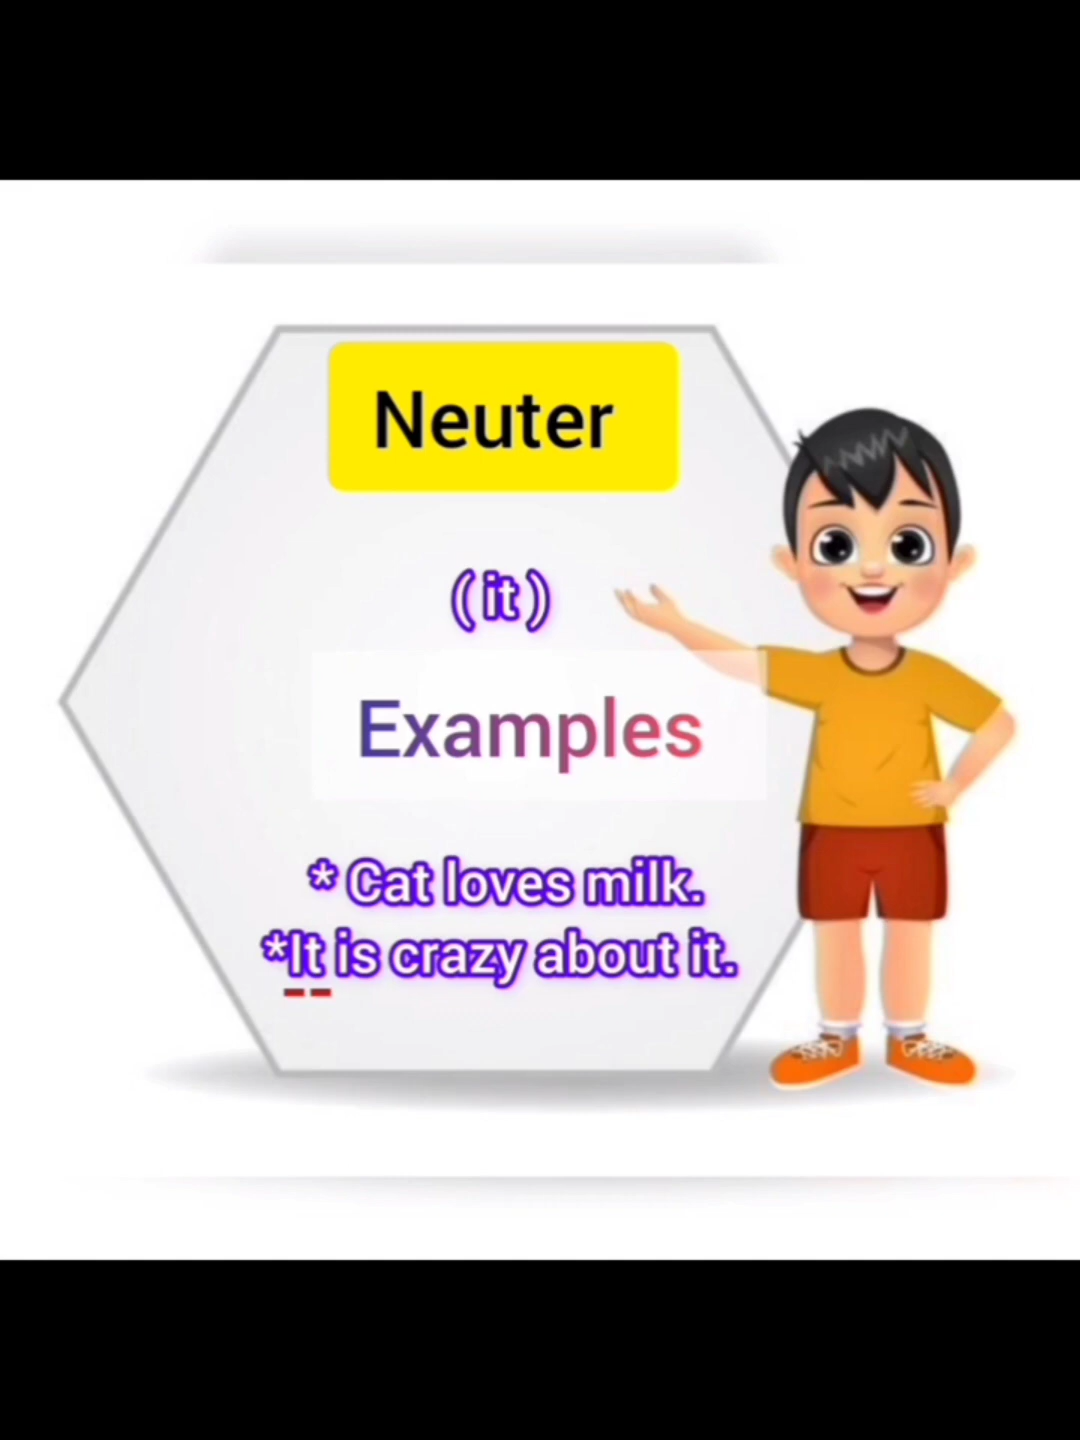 Neuter
( it )
Examples
* Cat loves milk.
*It is crazy about it.